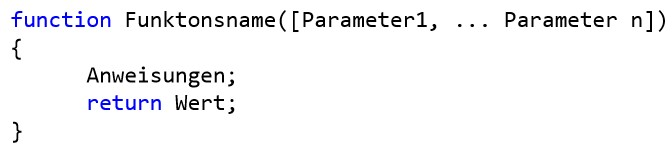 function Funktonsname([Parameter1, ... Parameter n])
{
Anweisungen;
return Wert;
}